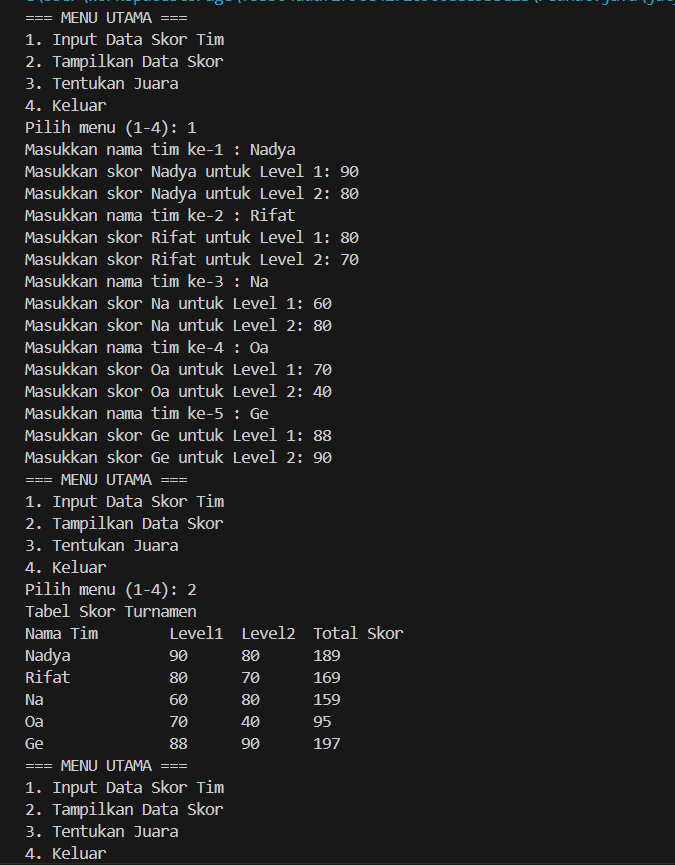 === MENU UTAMA ===
1. Input Data Skor Tim
2. Tampilkan Data Skor
3. Tentukan Juara
4. Keluar
Pilih menu (1-4): 1
Masukkan nama tim ke-1 : Nadya
Masukkan skor Nadya untuk Level 1: 90
Masukkan skor Nadya untuk Level 2: 80
Masukkan nama tim ke-2 : Rifat
Masukkan skor Rifat untuk Level 1: 80
Masukkan skor Rifat untuk Level 2: 70
Masukkan nama tim ke-3 : Na
Masukkan skor Na untuk Level 1: 60
Masukkan skor Na untuk Level 2: 80
Masukkan nama tim ke-4 : Oa
Masukkan skor Oa untuk Level 1: 70
Masukkan skor Oa untuk Level 2: 40
Masukkan nama tim ke-5 : Ge
Masukkan skor Ge untuk Level 1: 88
Masukkan skor Ge untuk Level 2: 90
=== MENU UTAMA ===
1. Input Data Skor Tim
2. Tampilkan Data Skor
3. Tentukan Juara
4. Keluar
Pilih menu (1-4): 2
Tabel Skor Turnamen
Nama Tim Level1 Level2 Total Skor
Nadya 90 80 189
Rifat 80 70 169
Na 60 80 159
Oa 70 40 95
Ge 88 90 197
=== MENU UTAMA ===
1. Input Data Skor Tim
2. Tampilkan Data Skor
3. Tentukan Juara
4. Keluar